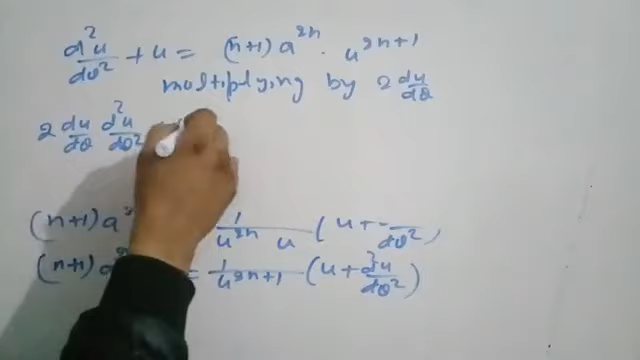 d²u/dθ² + u = (n+1) a²ⁿ · u²ⁿ⁺¹
multiplying by 2 du/dθ
2 du/dθ d²u/dθ²
(n+1) a 1/u²ⁿ u (u + /dθ²)
(n+1) a = 1/u²ⁿ⁺¹ (u + d²u/dθ²)